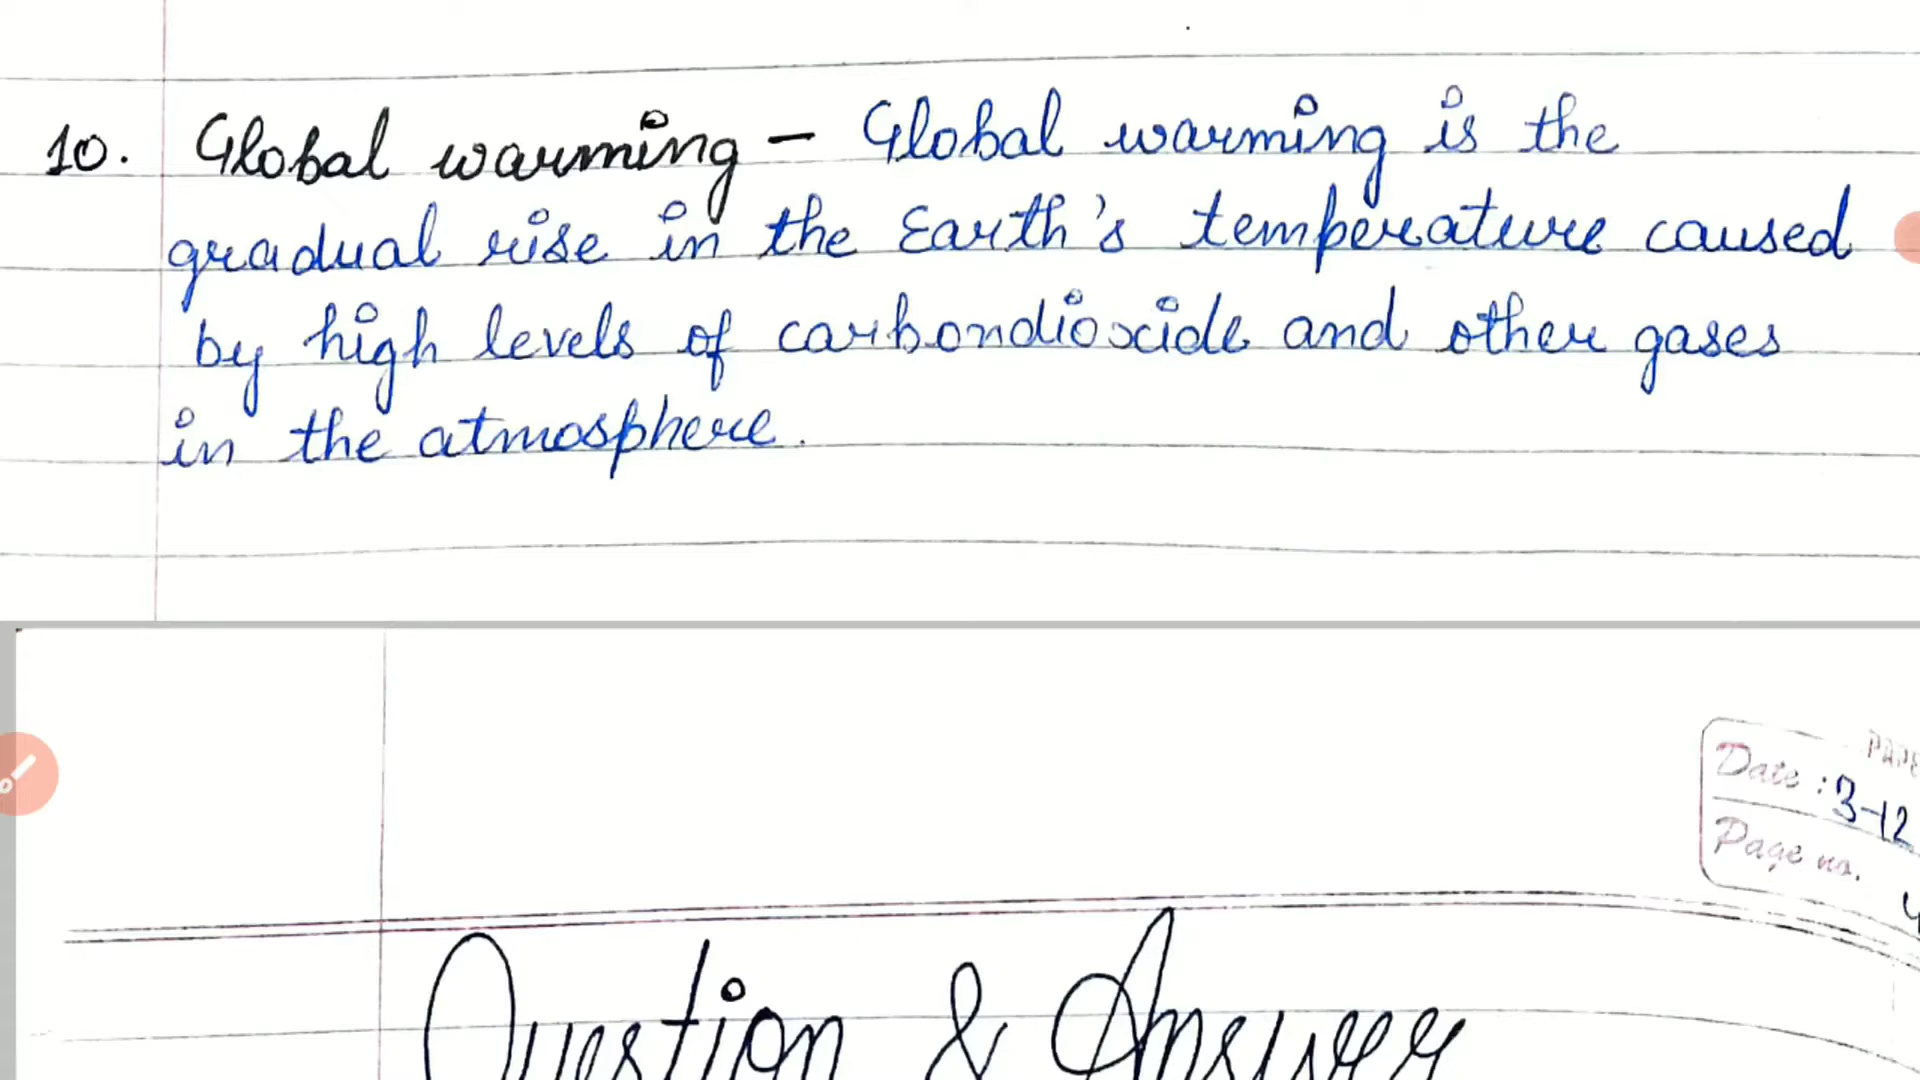 10. Global warming - Global warming is the
gradual rise in the Earth's temperature caused
by high levels of carbondioxide and other gases
in the atmosphere.
Date : 3-12
Page no.
Question & Answer